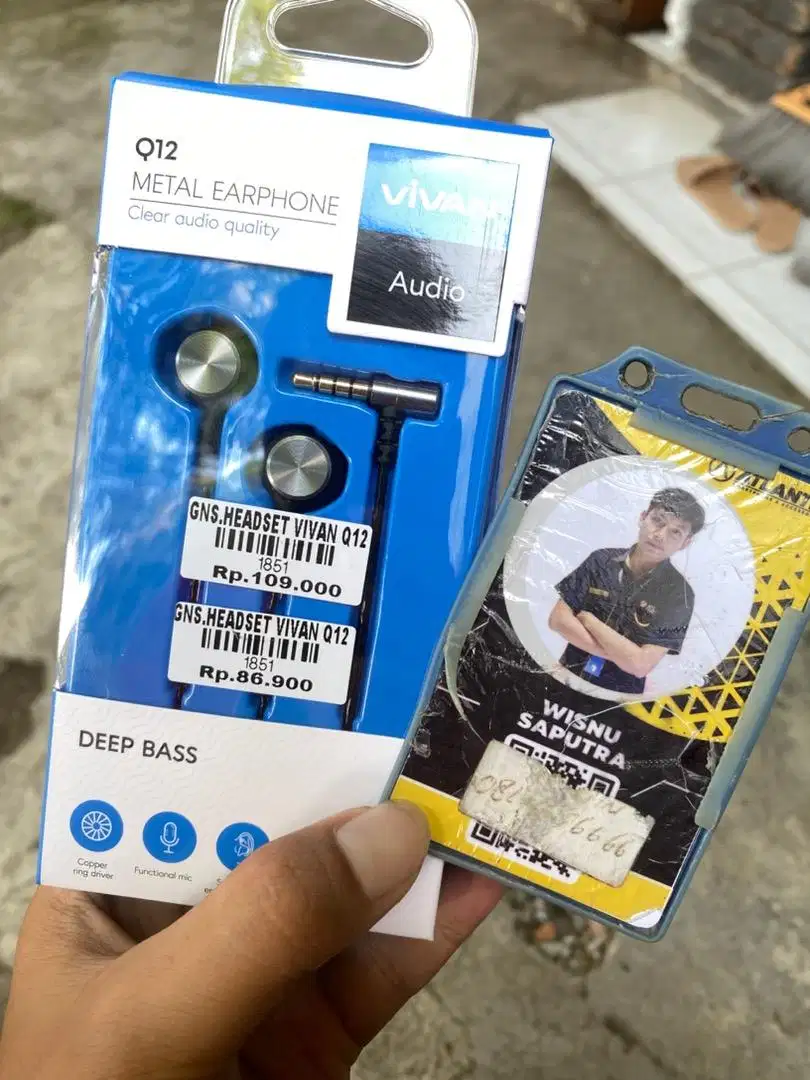 Q12
METAL EARPHONE
Clear audio quality
ViVAN
Audio
GNS.HEADSET VIVAN Q12
1851
Rp.109.000
GNS.HEADSET VIVAN Q12
1851
Rp.86.900
DEEP BASS
Copper
ring driver
Functional mic
WISNU
SAPUTRA